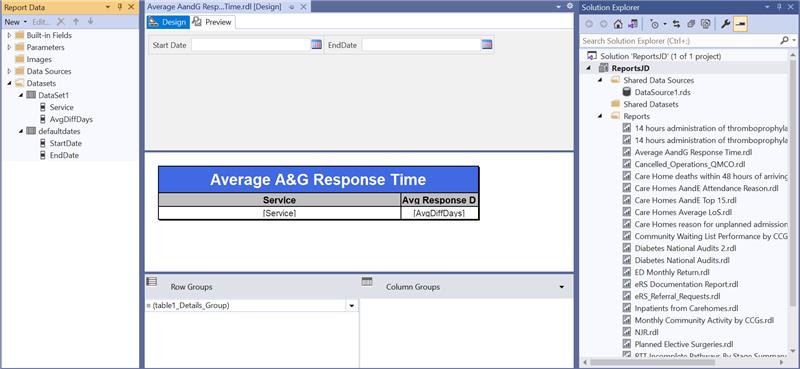 Report Data
New
Edit...
Built-in Fields
Parameters
Images
Data Sources
Datasets
DataSet1
Service
AvgDiffDays
defaultdates
StartDate
EndDate
Average AandG Resp...Time.rdl [Design]
Design
Preview
Start Date
EndDate
Average A&G Response Time
Service
Avg Response D
[Service]
[AvgDiffDays]
Row Groups
Column Groups
(table1_Details_Group)
Solution Explorer
Search Solution Explorer (Ctrl+;)
Solution 'ReportsJD' (1 of 1 project)
ReportsJD
Shared Data Sources
DataSource1.rds
Shared Datasets
Reports
14 hours administration of thromboprophyla
14 hours administration of thromboprophyla
Average AandG Response Time.rdl
Cancelled_Operations_QMCO.rdl
Care Home deaths within 48 hours of arriving
Care Homes AandE Attendance Reason.rdl
Care Homes AandE Top 15.rdl
Care Homes Average LoS.rdl
Care Homes reason for unplanned admission
Community Waiting List Performance by CCG
Diabetes National Audits 2.rdl
Diabetes National Audits.rdl
ED Monthly Return.rdl
eRS Documentation Report.rdl
eRS_Referral_Requests.rdl
Inpatients from Carehomes.rdl
Monthly Community Activity by CCGs.rdl
NJR.rdl
Planned Elective Surgeries.rdl
RTT Incomplete Pathways By Stage Summary